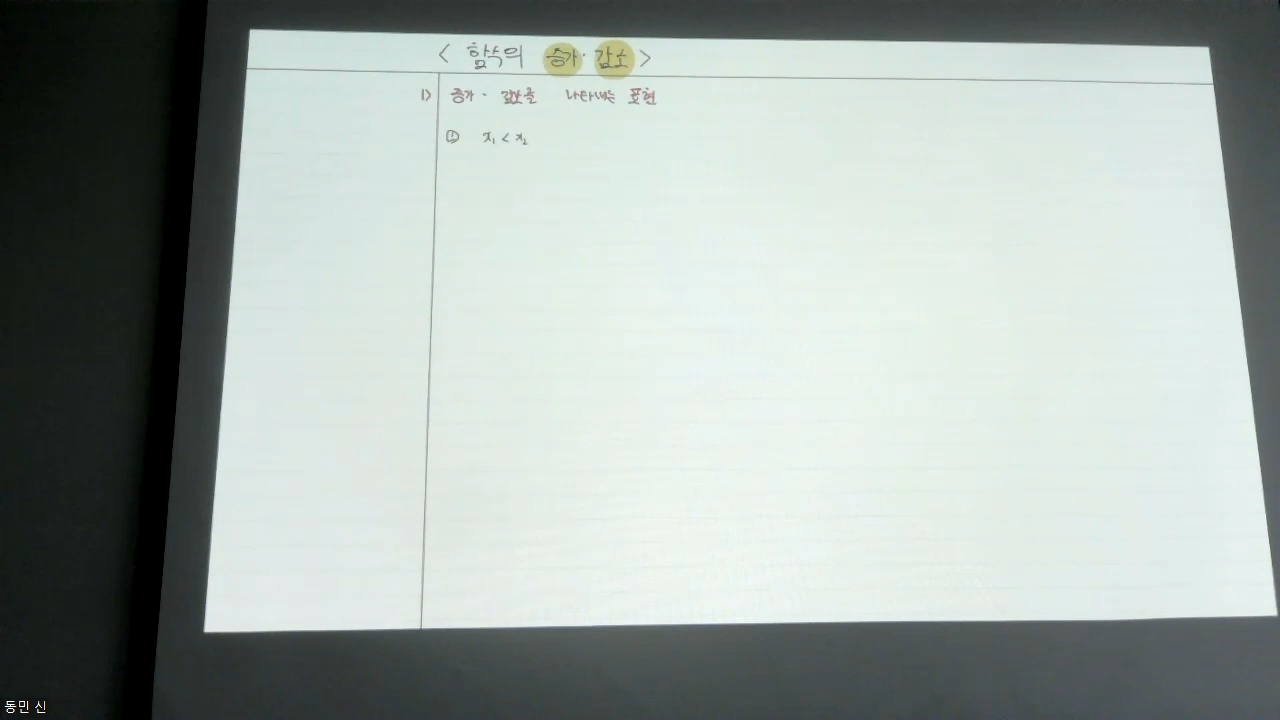 < 함수의 증가·감소 >
1) 증가· 감소를 나타내는 표현
① x₁ < x₂
동민 신